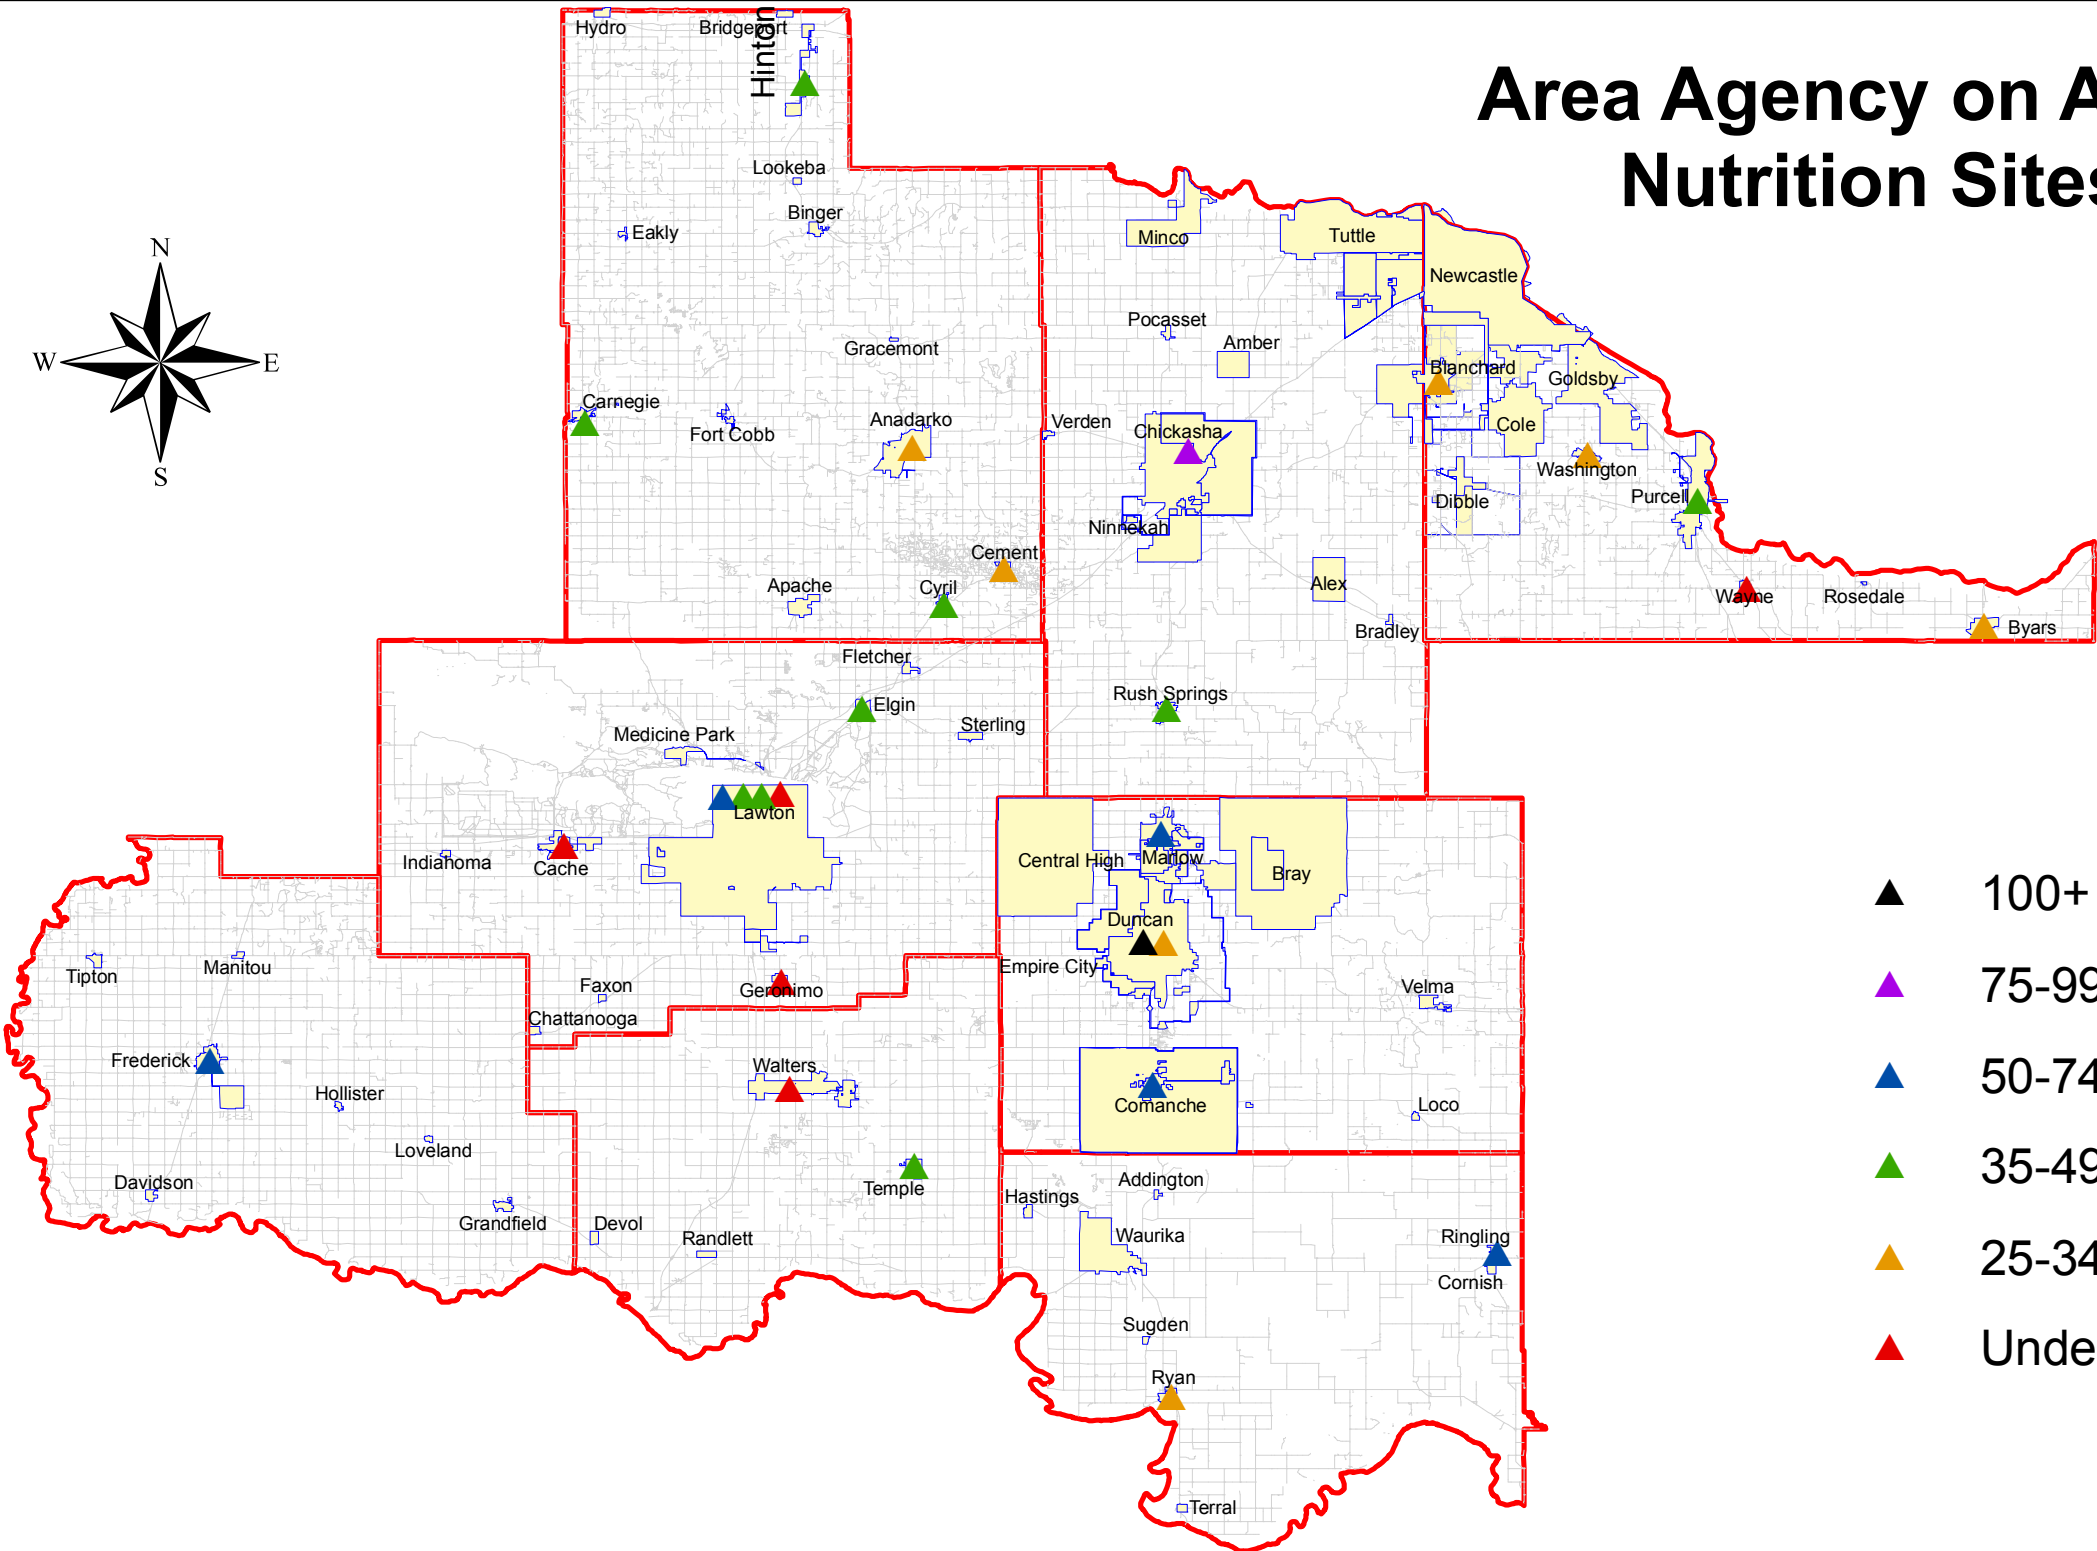 Area Agency on A
Nutrition Sites
Hydro
Bridgeport
Hinton
Lookeba
Binger
Eakly
Minco
Tuttle
Newcastle
N
W
E
S
Pocasset
Amber
Gracemont
Blanchard
Goldsby
Carnegie
Fort Cobb
Anadarko
Verden
Chickasha
Cole
Washington
Dibble
Purcell
Ninnekah
Cement
Apache
Cyril
Alex
Wayne
Rosedale
Bradley
Byars
Fletcher
Elgin
Rush Springs
Sterling
Medicine Park
Lawton
Indiahoma
Cache
Central High
Marlow
Bray
100+
Duncan
Tipton
Manitou
Empire City
75-99
Faxon
Geronimo
Velma
Chattanooga
Frederick
Walters
50-74
Hollister
Comanche
Loco
Loveland
35-49
Davidson
Temple
Addington
Hastings
Grandfield
Devol
Randlett
Waurika
Ringling
25-34
Cornish
Sugden
Unde
Ryan
Terral